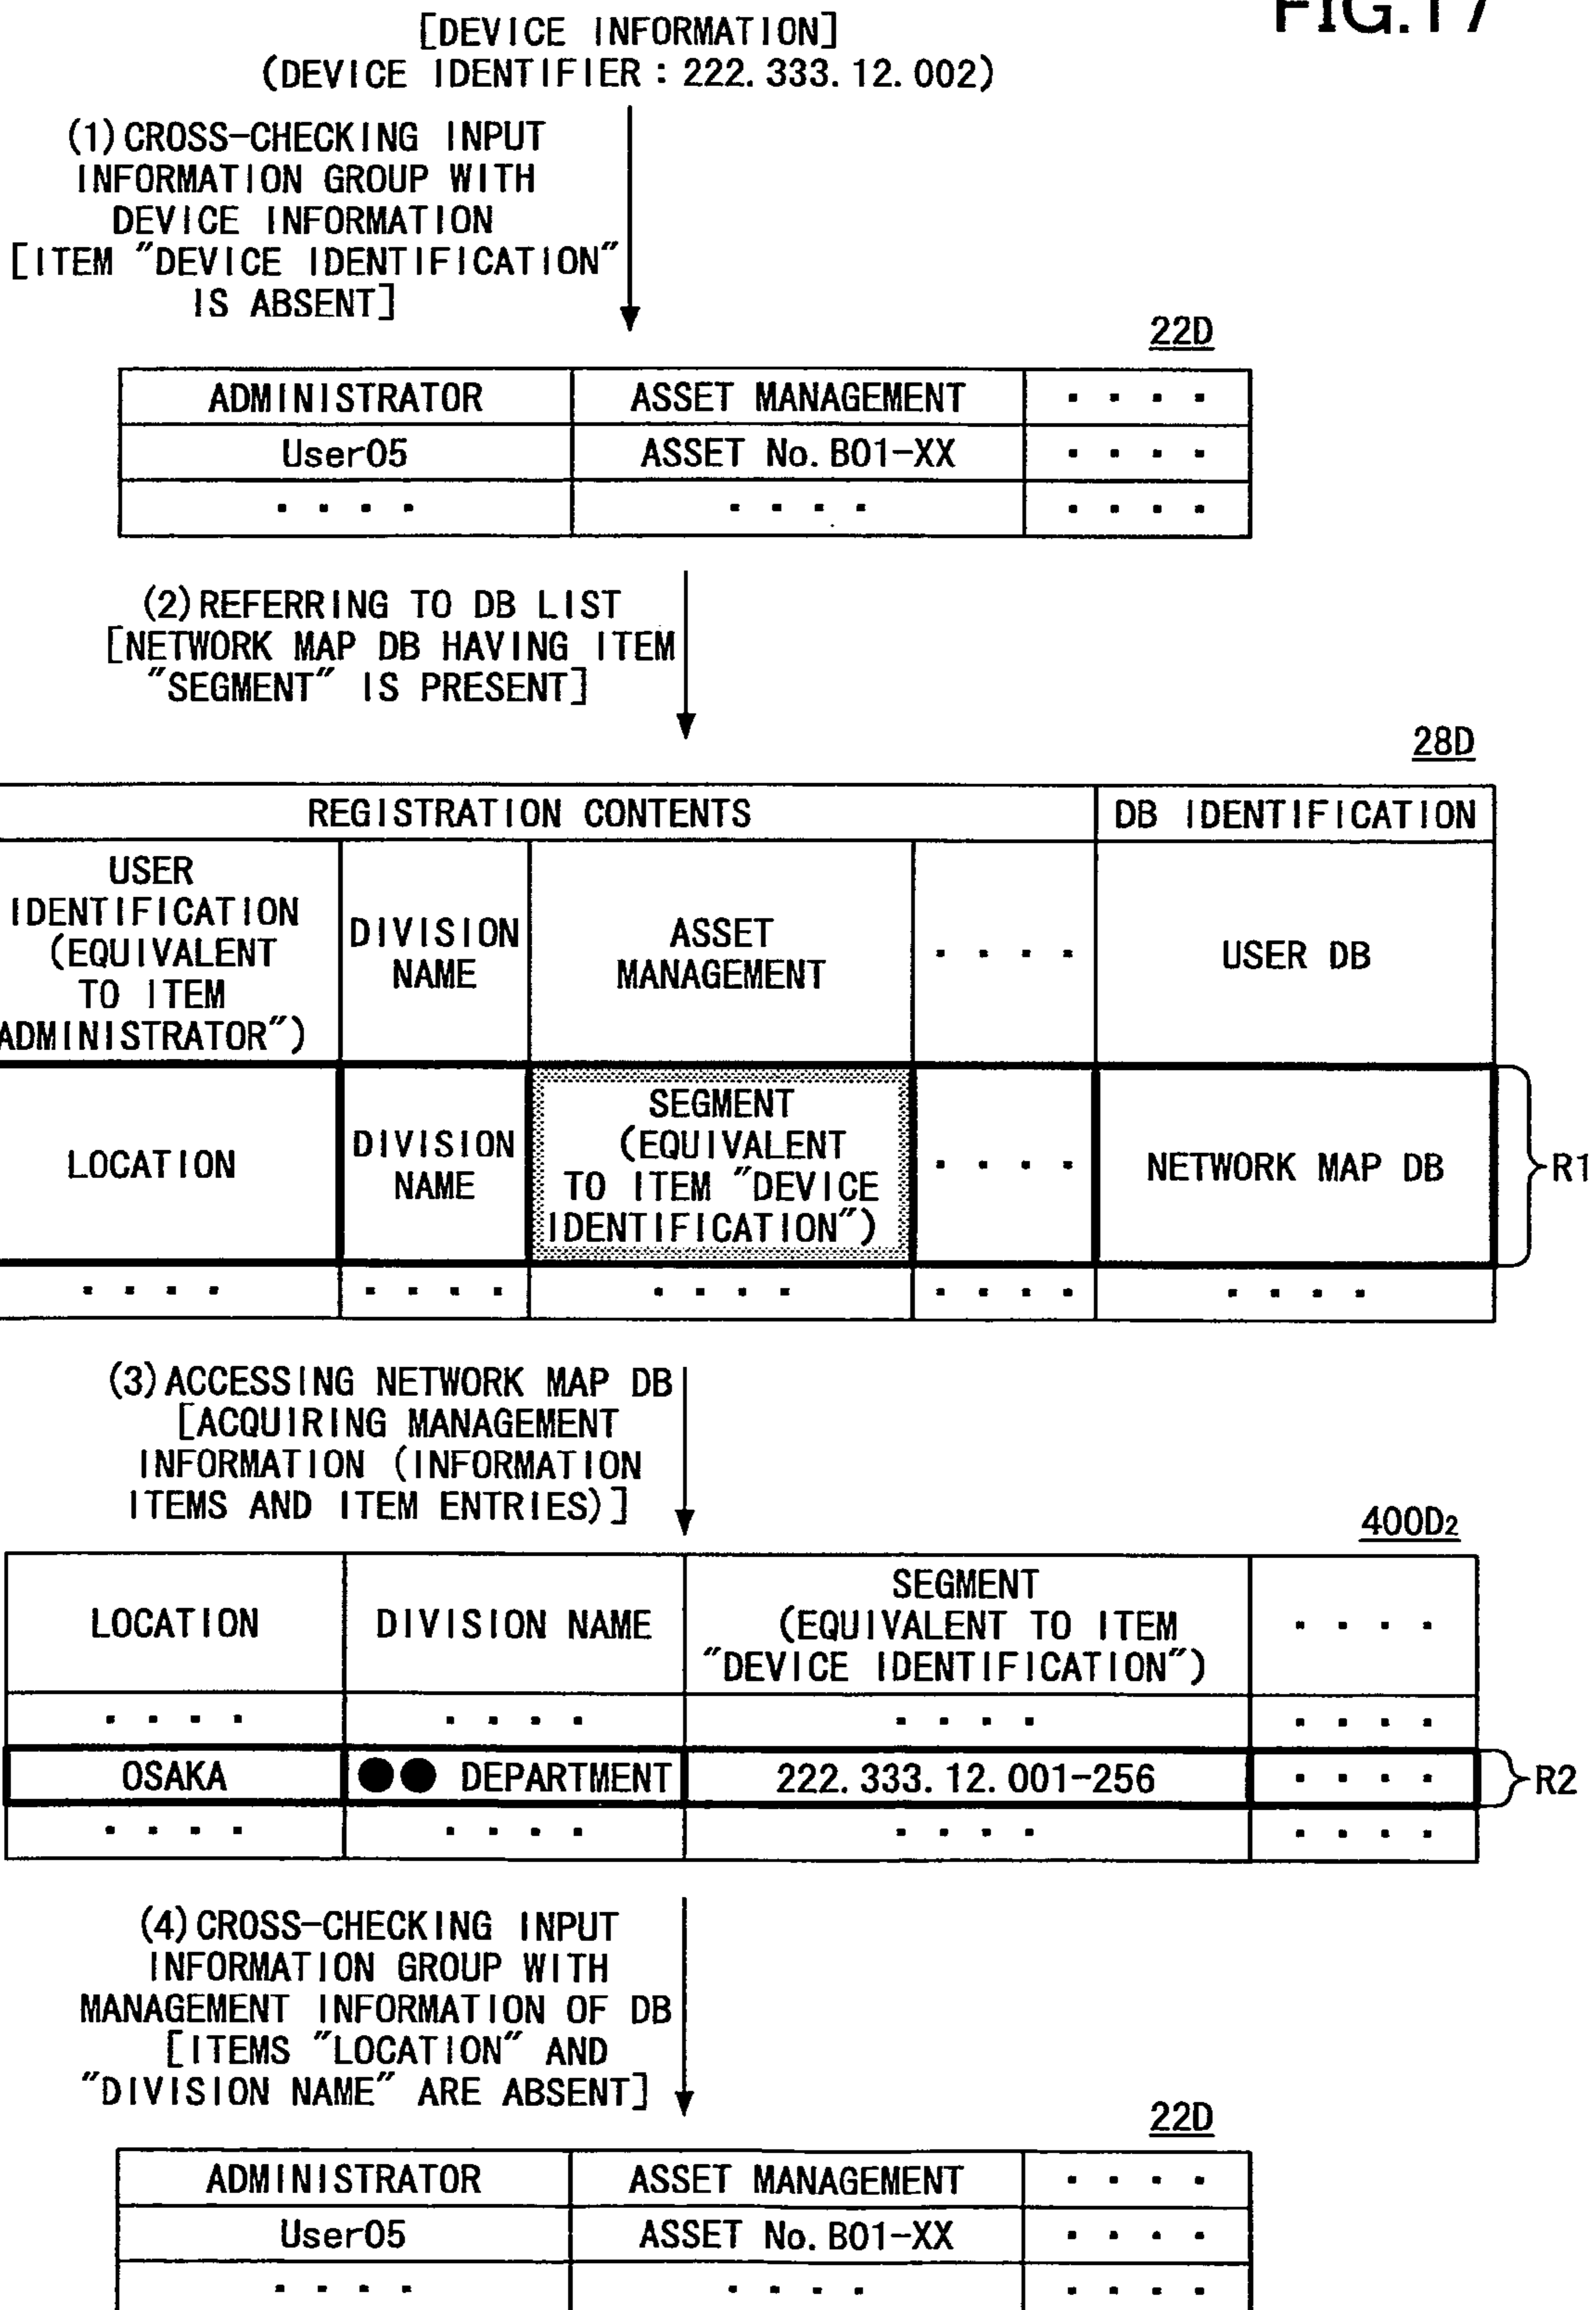 FIG.17
[DEVICE INFORMATION]
(DEVICE IDENTIFIER : 222.333.12.002)
(1)CROSS-CHECKING INPUT
INFORMATION GROUP WITH
DEVICE INFORMATION
[ITEM "DEVICE IDENTIFICATION"
IS ABSENT]
22D
ADMINISTRATOR ASSET MANAGEMENT ・・・・
User05 ASSET No.B01-XX ・・・・
・・・・ ・・・・ ・・・・
(2)REFERRING TO DB LIST
[NETWORK MAP DB HAVING ITEM
"SEGMENT" IS PRESENT]
28D
REGISTRATION CONTENTS DB IDENTIFICATION
USER
IDENTIFICATION
(EQUIVALENT
TO ITEM
ADMINISTRATOR")
DIVISION
NAME
ASSET
MANAGEMENT
・・・・
USER DB
LOCATION
DIVISION
NAME
SEGMENT
(EQUIVALENT
TO ITEM "DEVICE
IDENTIFICATION")
・・・・
NETWORK MAP DB
R1
・・・・ ・・・・ ・・・・ ・・・・ ・・・・
(3)ACCESSING NETWORK MAP DB
[ACQUIRING MANAGEMENT
INFORMATION (INFORMATION
ITEMS AND ITEM ENTRIES)]
400D2
LOCATION
DIVISION NAME
SEGMENT
(EQUIVALENT TO ITEM
"DEVICE IDENTIFICATION")
・・・・
・・・・ ・・・・ ・・・・ ・・・・
OSAKA ●● DEPARTMENT 222.333.12.001-256 ・・・・ R2
・・・・ ・・・・ ・・・・ ・・・・
(4)CROSS-CHECKING INPUT
INFORMATION GROUP WITH
MANAGEMENT INFORMATION OF DB
[ITEMS "LOCATION" AND
"DIVISION NAME" ARE ABSENT]
22D
ADMINISTRATOR ASSET MANAGEMENT ・・・・
User05 ASSET No.B01-XX ・・・・
・・・・ ・・・・ ・・・・